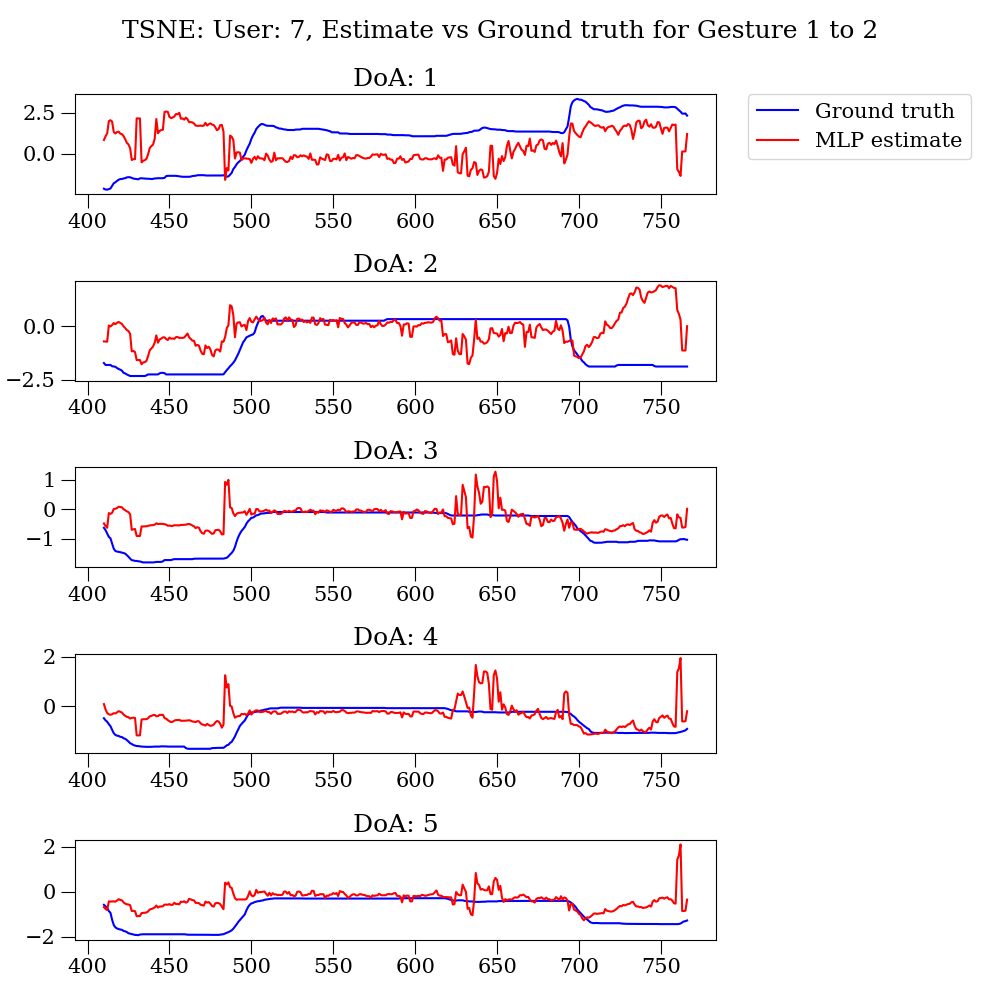 TSNE: User: 7, Estimate vs Ground truth for Gesture 1 to 2
DoA: 1
Ground truth
MLP estimate
2.5
0.0
400 450 500 550 600 650 700 750
DoA: 2
0.0
−2.5
400 450 500 550 600 650 700 750
DoA: 3
1
0
−1
400 450 500 550 600 650 700 750
DoA: 4
2
0
400 450 500 550 600 650 700 750
DoA: 5
2
0
−2
400 450 500 550 600 650 700 750